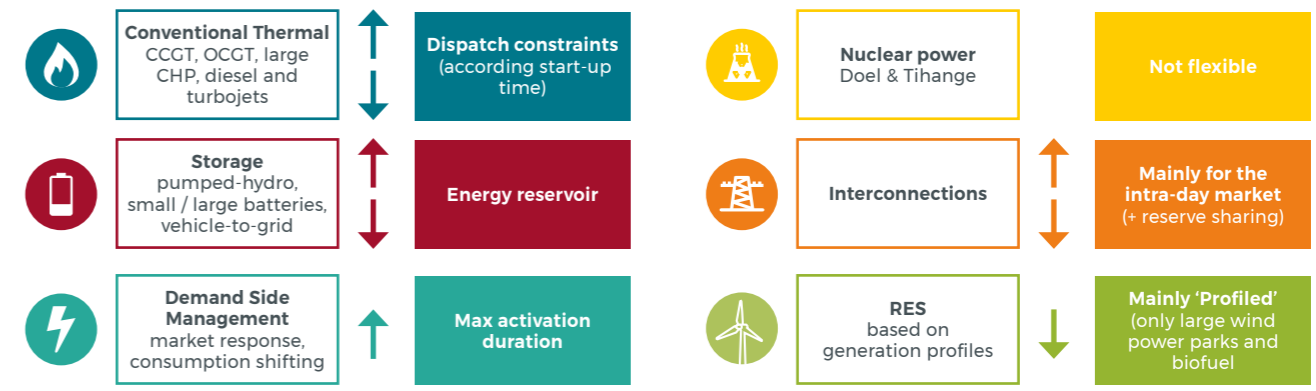 Conventional Thermal
CCGT, OCGT, large
CHP, diesel and
turbojets
Dispatch constraints
(according start-up
time)
Nuclear power
Doel & Tihange
Not flexible
Storage
pumped-hydro,
small / large batteries,
vehicle-to-grid
Energy reservoir
Interconnections
Mainly for the
intra-day market
(+ reserve sharing)
Demand Side
Management
market response,
consumption shifting
Max activation
duration
RES
based on
generation profiles
Mainly ‘Profiled’
(only large wind
power parks and
biofuel